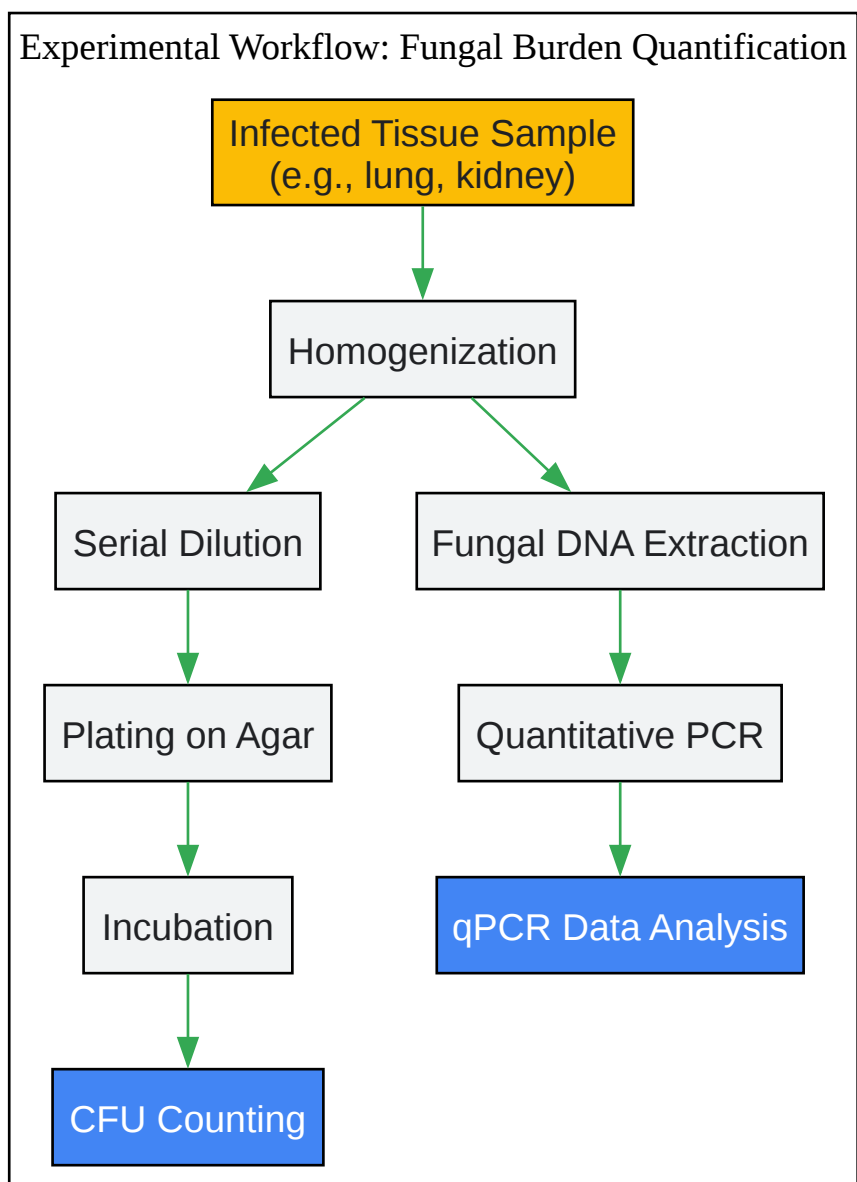 Experimental Workflow: Fungal Burden Quantification
Infected Tissue Sample
(e.g., lung, kidney)
Homogenization
Serial Dilution
Fungal DNA Extraction
Plating on Agar
Quantitative PCR
Incubation
qPCR Data Analysis
CFU Counting